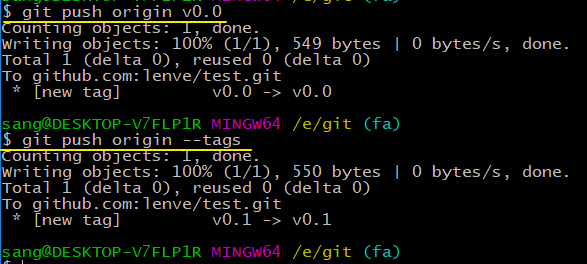 $ git push origin v0.0
Counting objects: 1, done.
Writing objects: 100% (1/1), 549 bytes | 0 bytes/s, done.
Total 1 (delta 0), reused 0 (delta 0)
To github.com:lenve/test.git
 * [new tag]         v0.0 -> v0.0
sang@DESKTOP-V7FLP1R MINGW64 /e/git (fa)
$ git push origin --tags
Counting objects: 1, done.
Writing objects: 100% (1/1), 550 bytes | 0 bytes/s, done.
Total 1 (delta 0), reused 0 (delta 0)
To github.com:lenve/test.git
 * [new tag]         v0.1 -> v0.1
sang@DESKTOP-V7FLP1R MINGW64 /e/git (fa)
$